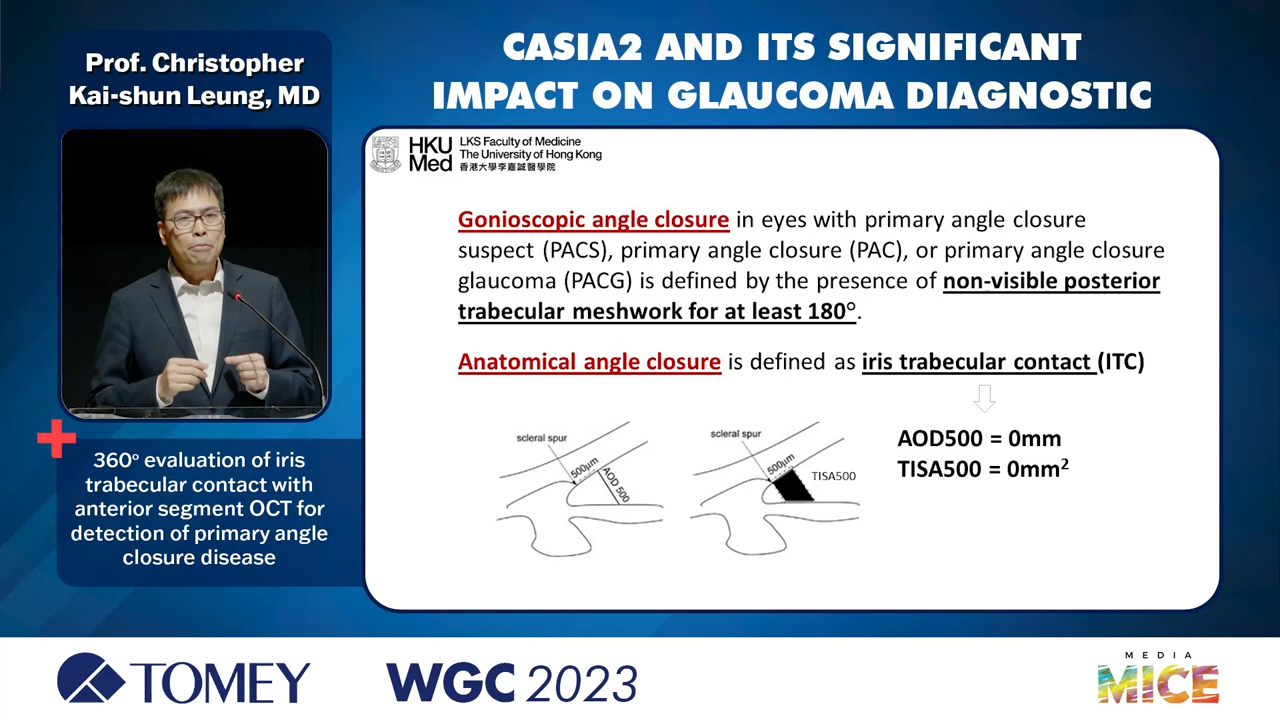 Prof. Christopher
Kai-shun Leung, MD
CASIA2 AND ITS SIGNIFICANT
IMPACT ON GLAUCOMA DIAGNOSTIC
HKU
Med
LKS Faculty of Medicine
The University of Hong Kong
香港大學李嘉誠醫學院
Gonioscopic angle closure in eyes with primary angle closure
suspect (PACS), primary angle closure (PAC), or primary angle closure
glaucoma (PACG) is defined by the presence of non-visible posterior
trabecular meshwork for at least 180°.
Anatomical angle closure is defined as iris trabecular contact (ITC)
scleral spur
500µm
AOD 500
scleral spur
500µm
TISA500
AOD500 = 0mm
TISA500 = 0mm²
360° evaluation of iris
trabecular contact with
anterior segment OCT for
detection of primary angle
closure disease
TOMEY
WGC 2023
MEDIA
MICE